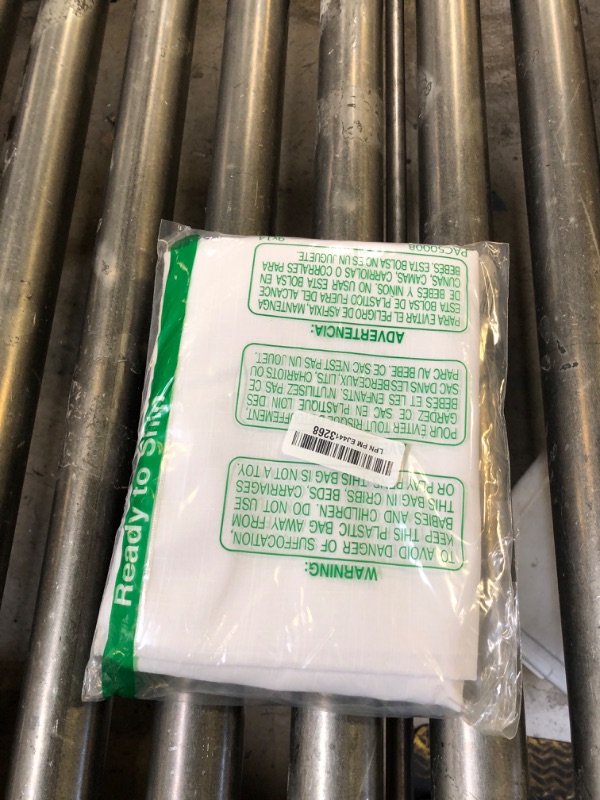 WARNING:
TO AVOID DANGER OF SUFFOCATION,
KEEP THIS PLASTIC BAG AWAY FROM
BABIES AND CHILDREN. DO NOT USE
THIS BAG IN CRIBS, BEDS, CARRIAGES
OR PLAY THIS BAG IS NOT A TOY.
LPN PM EJ4413268
POUR ÉVITER TOUT
GARDEZ CE SAC EN PLASTIQUE LOIN DES
BÉBÉS ET LES ENFANTS. N'UTILISEZ PAS CE
SAC DANS LES BERCEAUX, LITS, CHARIOTS OU
PARC AU BEBE. CE SAC N'EST PAS UN JOUET.
ADVERTENCIA:
PARA EVITAR EL PELIGRO DE ASFIXIA, MANTENGA
ESTA BOLSA DE PLASTICO FUERA DEL ALCANCE
DE BEBES Y NINOS. NO USAR ESTA BOLSA EN
CUNAS, CAMAS, CARRIOLAS O CORRALES PARA
BEBES. ESTA BOLSA NO ES UN JUGUETE.
PAC50008
Ready to Ship